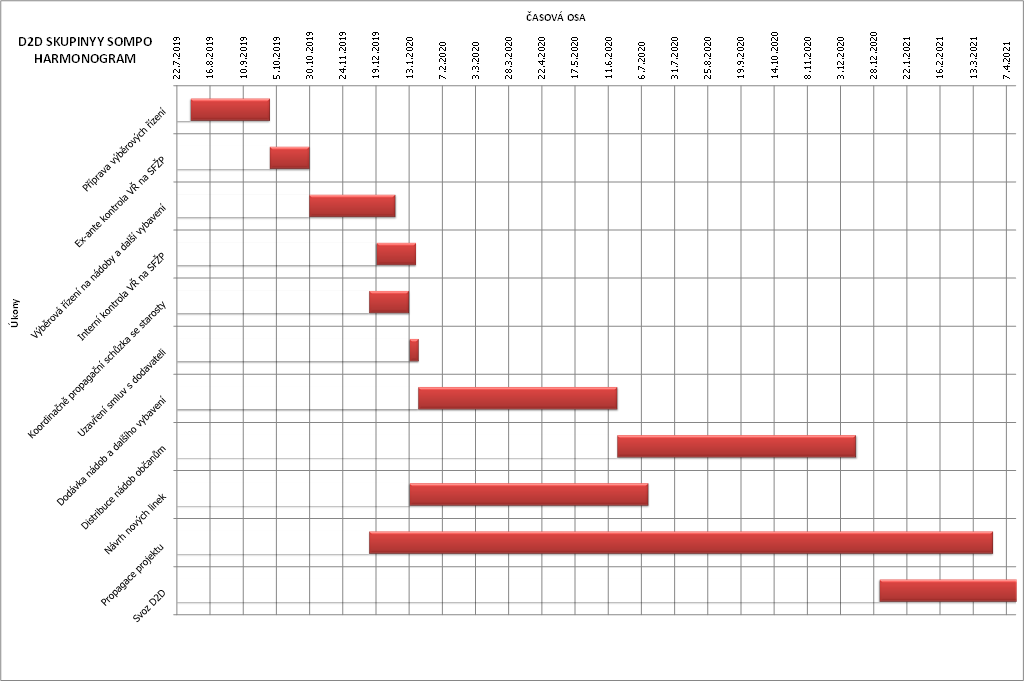 ČASOVÁ OSA
D2D SKUPINYY SOMPO
HARMONOGRAM
22.7.2019
16.8.2019
10.9.2019
5.10.2019
30.10.2019
24.11.2019
19.12.2019
13.1.2020
7.2.2020
3.3.2020
28.3.2020
22.4.2020
17.5.2020
11.6.2020
6.7.2020
31.7.2020
25.8.2020
19.9.2020
14.10.2020
8.11.2020
3.12.2020
28.12.2020
22.1.2021
16.2.2021
13.3.2021
7.4.2021
Úkony
Příprava výběrových řízení
Ex-ante kontrola VŘ na SFŽP
Výběrová řízení na nádoby a další vybavení
Interní kontrola VŘ na SFŽP
Koordinačně propagační schůzka se starosty
Uzavření smluv s dodavateli
Dodávka nádob a dalšího vybavení
Distribuce nádob občanům
Návrh nových linek
Propagace projektu
Svoz D2D